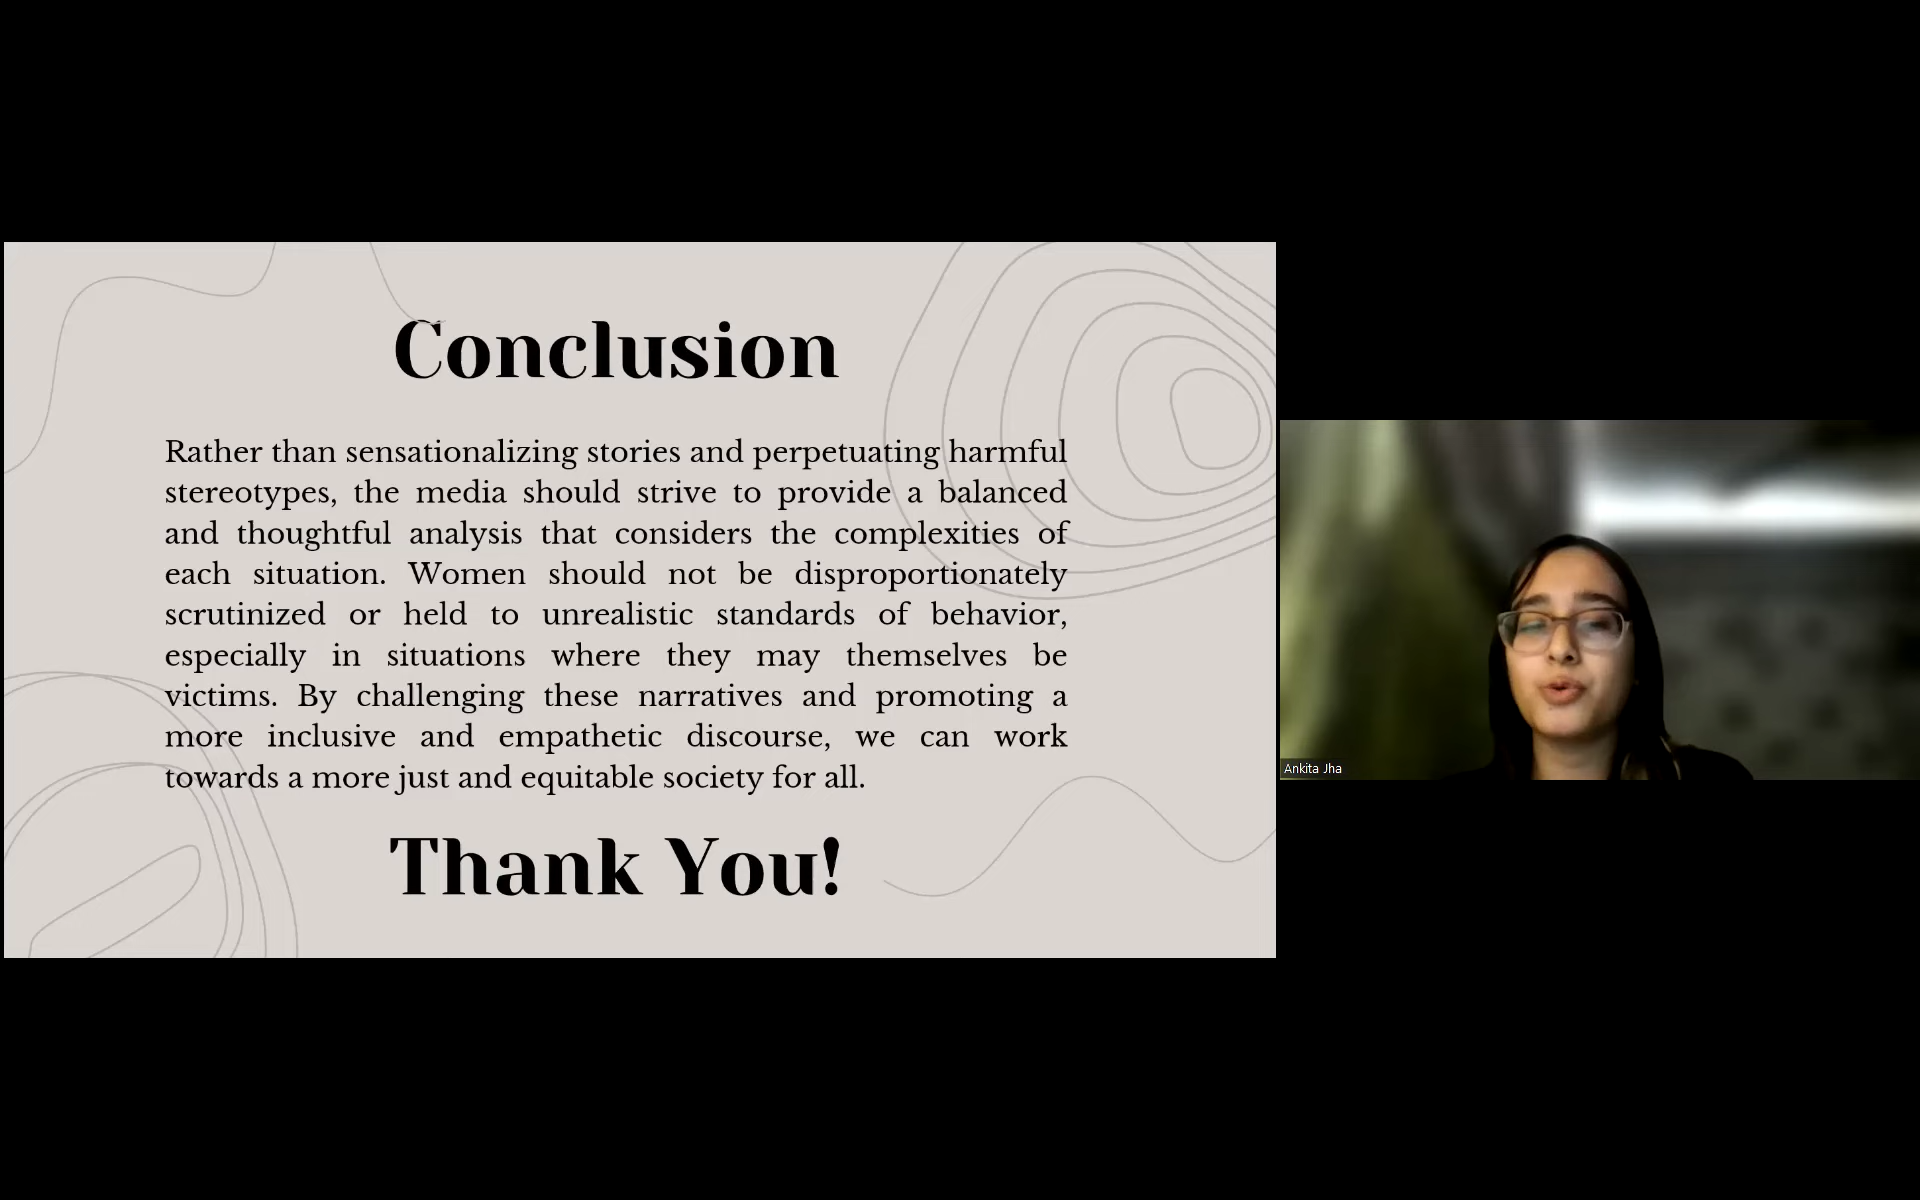 Conclusion
Rather than sensationalizing stories and perpetuating harmful
stereotypes, the media should strive to provide a balanced
and thoughtful analysis that considers the complexities of
each situation. Women should not be disproportionately
scrutinized or held to unrealistic standards of behavior,
especially in situations where they may themselves be
victims. By challenging these narratives and promoting a
more inclusive and empathetic discourse, we can work
towards a more just and equitable society for all.
Thank You!
Ankita Jha